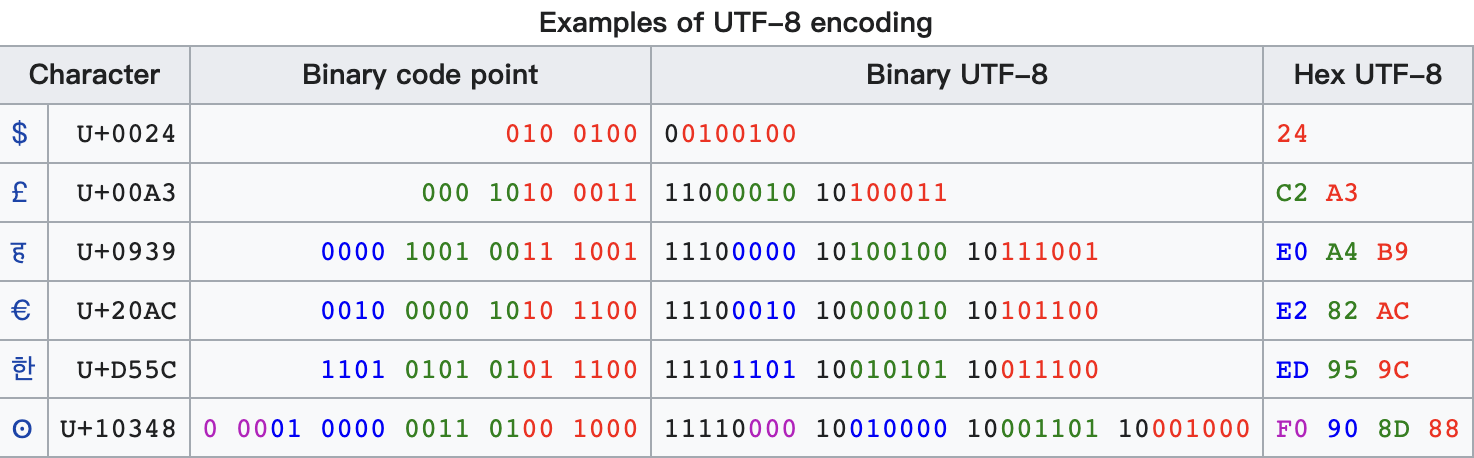 Examples of UTF–8 encoding
Character Binary code point Binary UTF–8 Hex UTF–8
$ U+0024 010 0100 00100100 24
£ U+00A3 000 1010 0011 11000010 10100011 C2 A3
ह U+0939 0000 1001 0011 1001 11100000 10100100 10111001 E0 A4 B9
€ U+20AC 0010 0000 1010 1100 11100010 10000010 10101100 E2 82 AC
한 U+D55C 1101 0101 0101 1100 11101101 10010101 10011100 ED 95 9C
𐍈 U+10348 0 0001 0000 0011 0100 1000 11110000 10010000 10001101 10001000 F0 90 8D 88